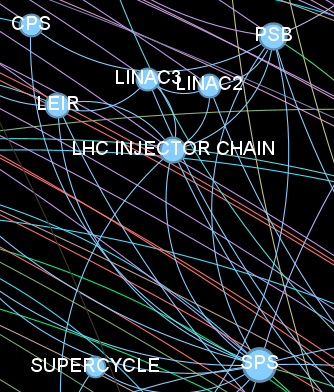 CPS
PSB
LINAC3
LINAC2
LEIR
LHC INJECTOR CHAIN
SUPERCYCLE
SPS